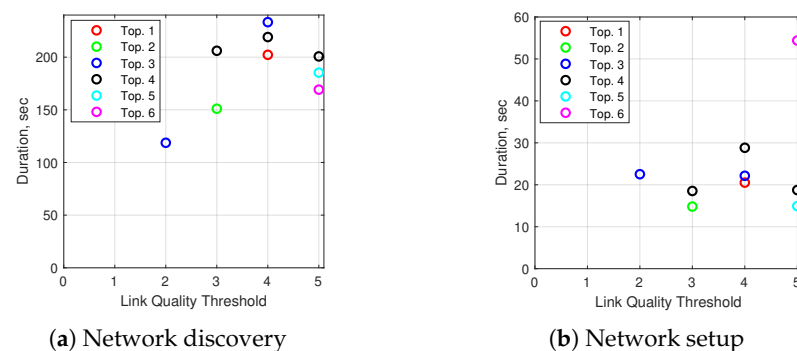 200
150
100
50
0
Duration, sec
0 1 2 3 4 5
Link Quality Threshold
Top. 1
Top. 2
Top. 3
Top. 4
Top. 5
Top. 6
(a) Network discovery
60
50
40
30
20
10
0
Duration, sec
0 1 2 3 4 5
Link Quality Threshold
Top. 1
Top. 2
Top. 3
Top. 4
Top. 5
Top. 6
(b) Network setup